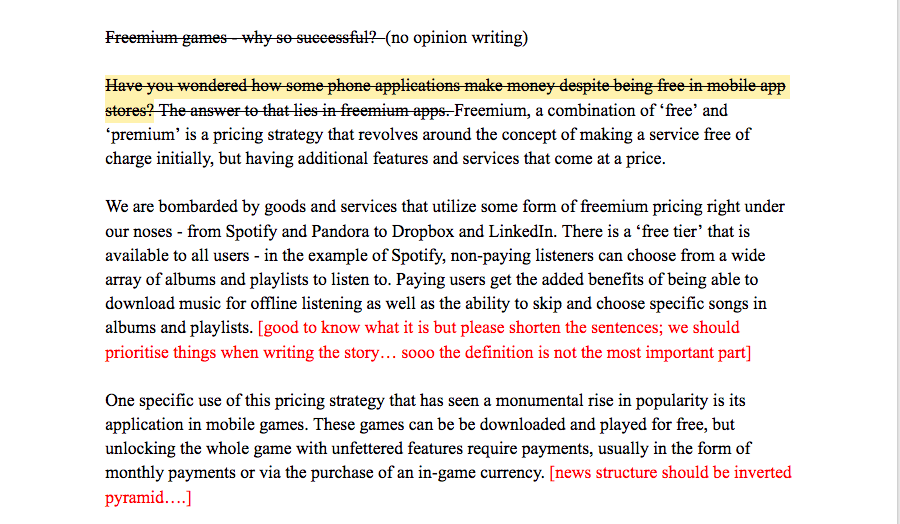 Freemium games - why so successful? (no opinion writing)
Have you wondered how some phone applications make money despite being free in mobile app
stores? The answer to that lies in freemium apps. Freemium, a combination of ‘free’ and
‘premium’ is a pricing strategy that revolves around the concept of making a service free of
charge initially, but having additional features and services that come at a price.
We are bombarded by goods and services that utilize some form of freemium pricing right under
our noses - from Spotify and Pandora to Dropbox and LinkedIn. There is a ‘free tier’ that is
available to all users - in the example of Spotify, non-paying listeners can choose from a wide
array of albums and playlists to listen to. Paying users get the added benefits of being able to
download music for offline listening as well as the ability to skip and choose specific songs in
albums and playlists. [good to know what it is but please shorten the sentences; we should
prioritise things when writing the story… sooo the definition is not the most important part]
One specific use of this pricing strategy that has seen a monumental rise in popularity is its
application in mobile games. These games can be be downloaded and played for free, but
unlocking the whole game with unfettered features require payments, usually in the form of
monthly payments or via the purchase of an in-game currency. [news structure should be inverted
pyramid….]